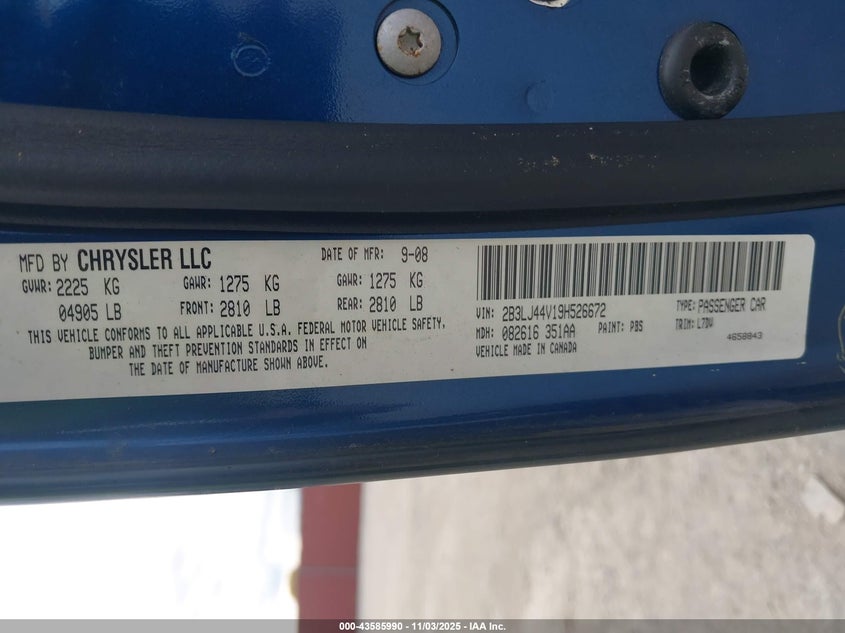 MFD BY CHRYSLER LLC
DATE OF MFR: 9-08
GVWR: 2225 KG GAWR: 1275 KG GAWR: 1275 KG
04905 LB FRONT: 2810 LB REAR: 2810 LB
THIS VEHICLE CONFORMS TO ALL APPLICABLE U.S.A. FEDERAL MOTOR VEHICLE SAFETY,
BUMPER AND THEFT PREVENTION STANDARDS IN EFFECT ON
THE DATE OF MANUFACTURE SHOWN ABOVE.
VIN: 2B3LJ44V19H526672 TYPE: PASSENGER CAR
MDH: 082616 351AA PAINT: PBS TRIM: L7DV
VEHICLE MADE IN CANADA 4658843
000-43585990 - 11/03/2025 - IAA Inc.